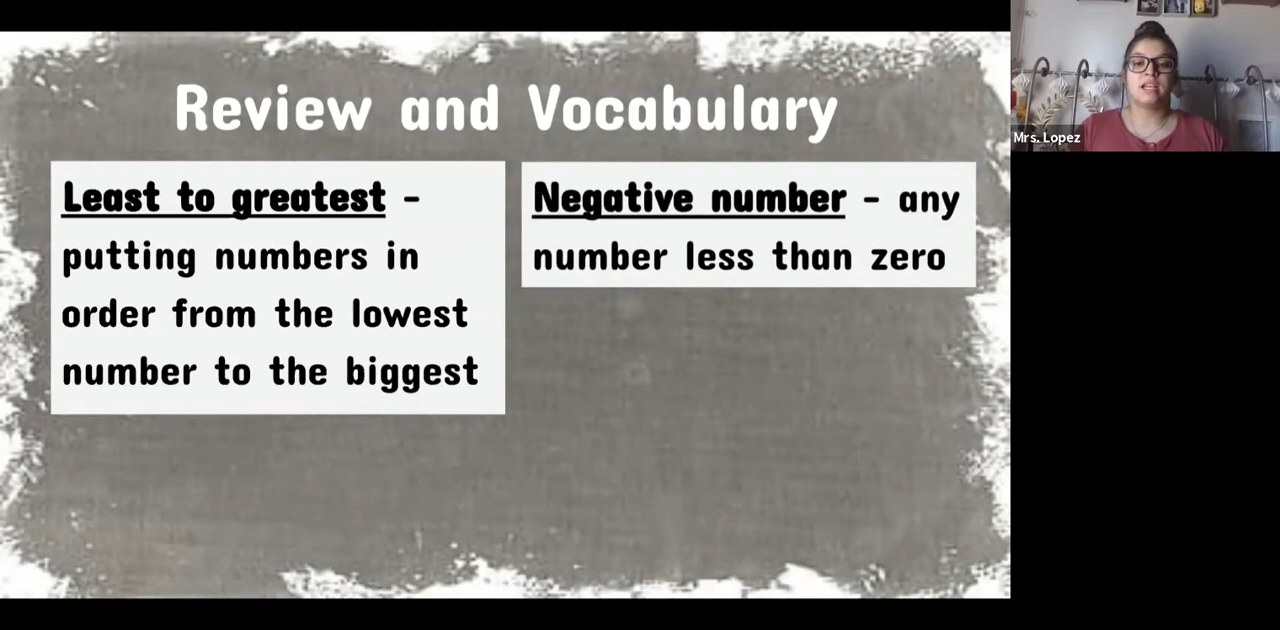 Review and Vocabulary
Least to greatest -
putting numbers in
order from the lowest
number to the biggest
Negative number - any
number less than zero
Mrs. Lopez